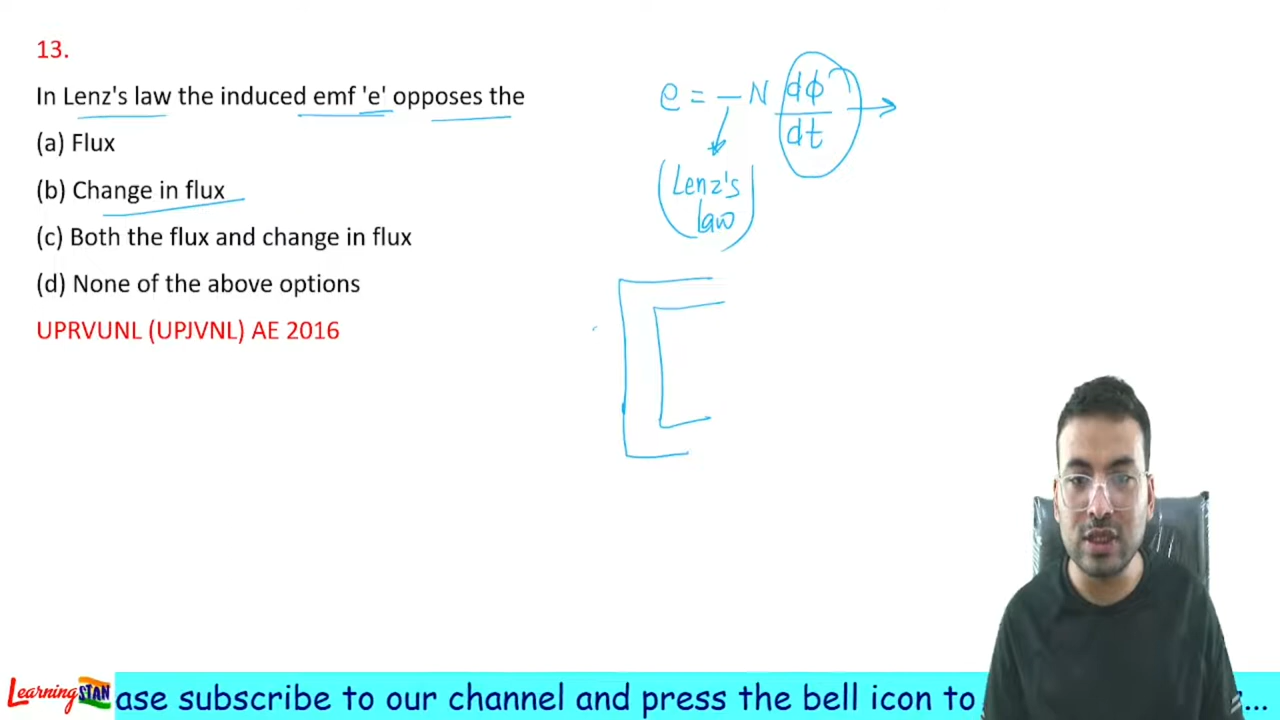 13.
In Lenz's law the induced emf 'e' opposes the
(a) Flux
(b) Change in flux
(c) Both the flux and change in flux
(d) None of the above options
UPRVUNL (UPJVNL) AE 2016
e = - N dϕ/dt
(Lenz's
law)
LearningSTAN
ase subscribe to our channel and press the bell icon to